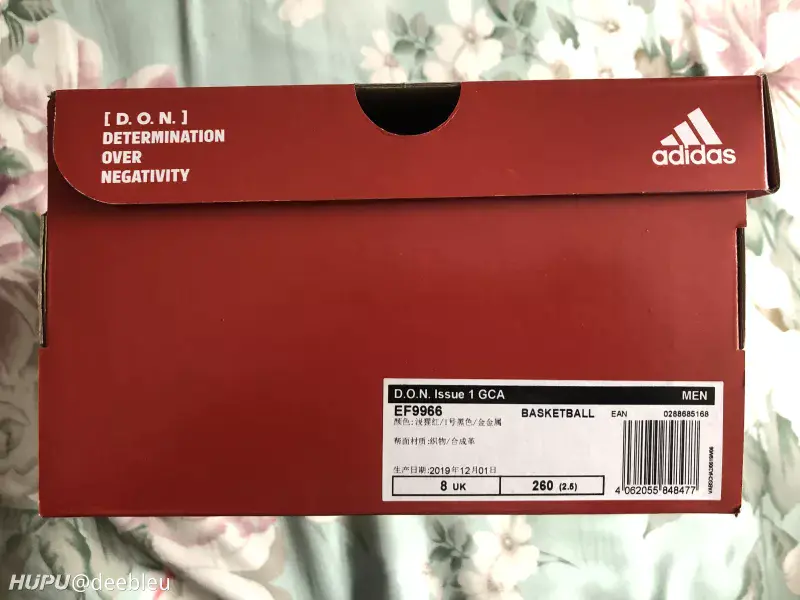 [ D. O. N. ]
DETERMINATION
OVER
NEGATIVITY
adidas
D.O.N. Issue 1 GCA MEN
EF9966 BASKETBALL EAN 0288685168
颜色:浅猩红/1号黑色/金金属
帮面材质:织物/合成革
生产日期:2019年12月01日
8 UK 260 (2.5)
4 062055 848477
HUPU@deebleu